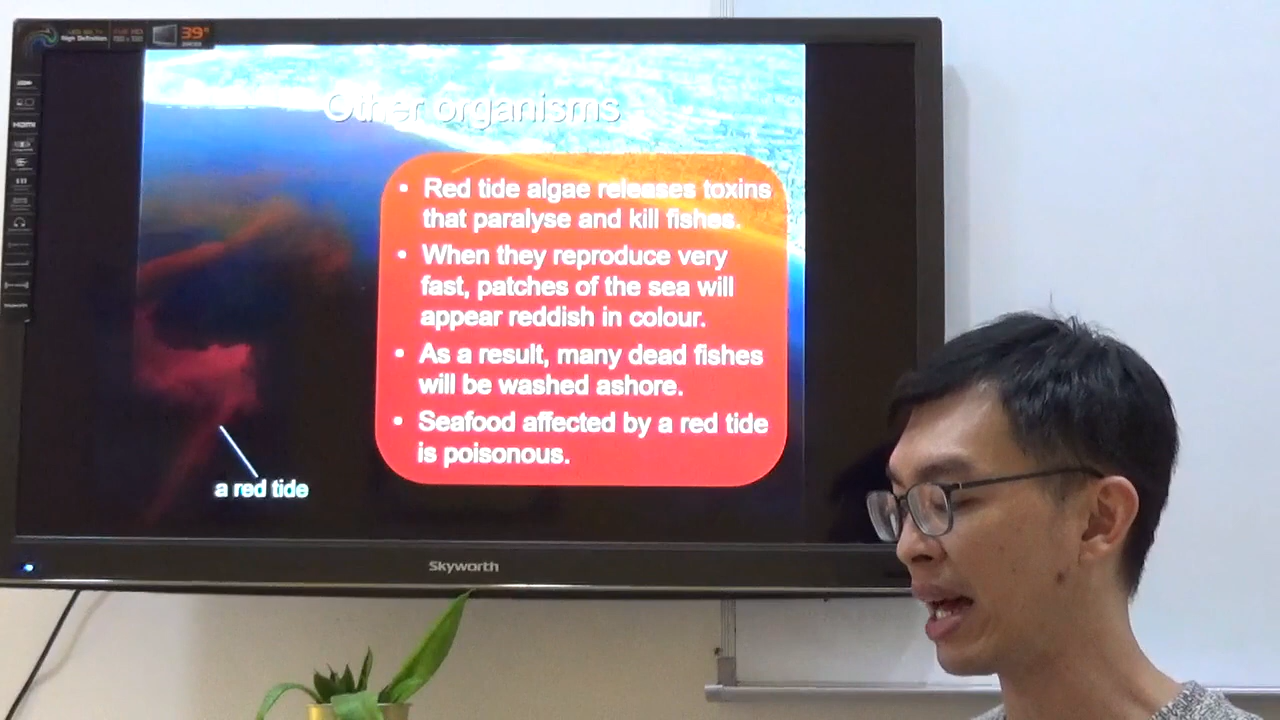 High Definition
39"
HDMI
Other organisms
• Red tide algae releases toxins
that paralyse and kill fishes.
• When they reproduce very
fast, patches of the sea will
appear reddish in colour.
• As a result, many dead fishes
will be washed ashore.
• Seafood affected by a red tide
is poisonous.
a red tide
Skyworth